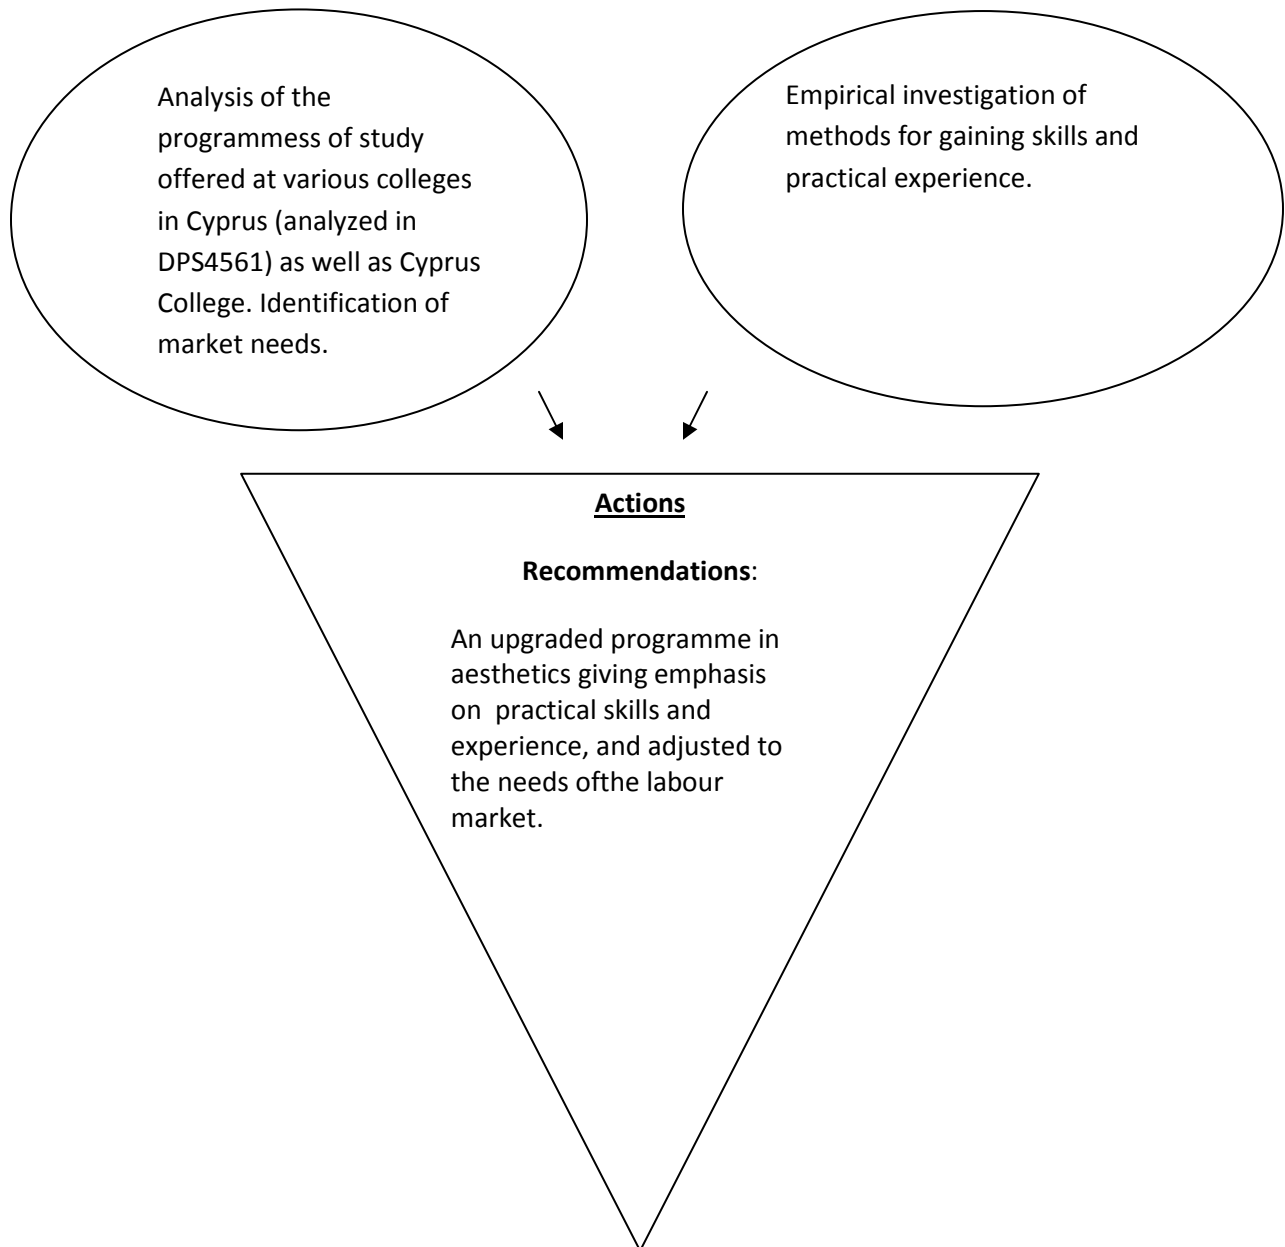 Analysis of the
programmess of study
offered at various colleges
in Cyprus (analyzed in
DPS4561) as well as Cyprus
College. Identification of
market needs.
Empirical investigation of
methods for gaining skills and
practical experience.
Actions
Recommendations:
An upgraded programme in
aesthetics giving emphasis
on  practical skills and
experience, and adjusted to
the needs ofthe labour
market.